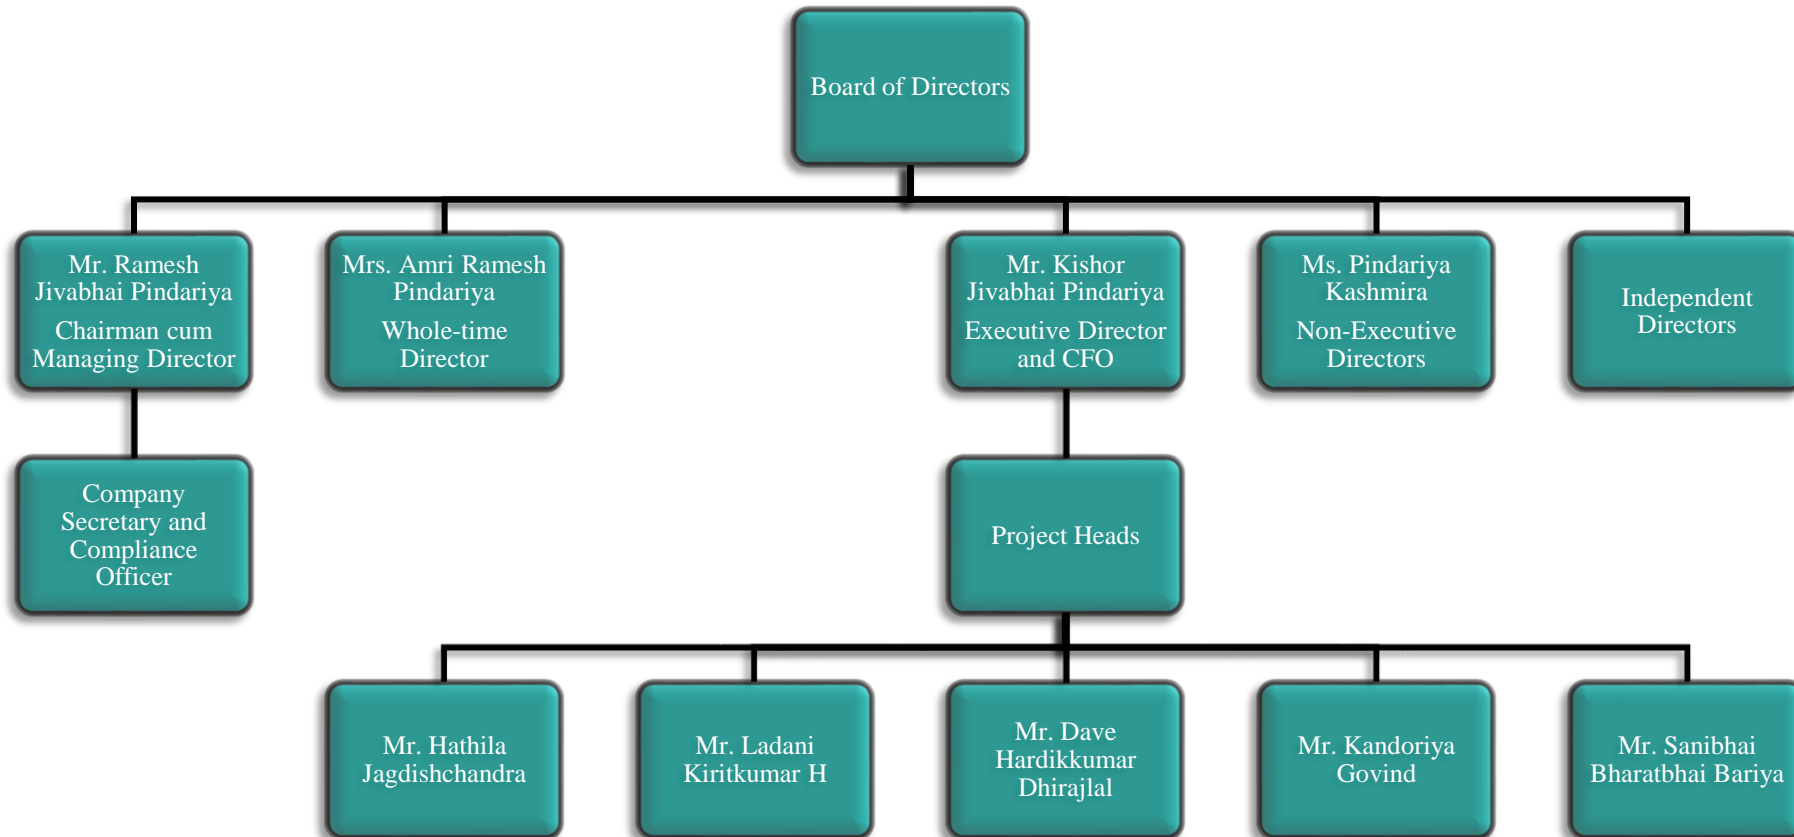 Board of Directors
Mr. Ramesh
Jivabhai Pindariya
Chairman cum
Managing Director
Mrs. Amri Ramesh
Pindariya
Whole-time
Director
Mr. Kishor
Jivabhai Pindariya
Executive Director
and CFO
Ms. Pindariya
Kashmira
Non-Executive
Directors
Independent
Directors
Company
Secretary and
Compliance
Officer
Project Heads
Mr. Hathila
Jagdishchandra
Mr. Ladani
Kiritkumar H
Mr. Dave
Hardikkumar
Dhirajlal
Mr. Kandoriya
Govind
Mr. Sanibhai
Bharatbhai Bariya